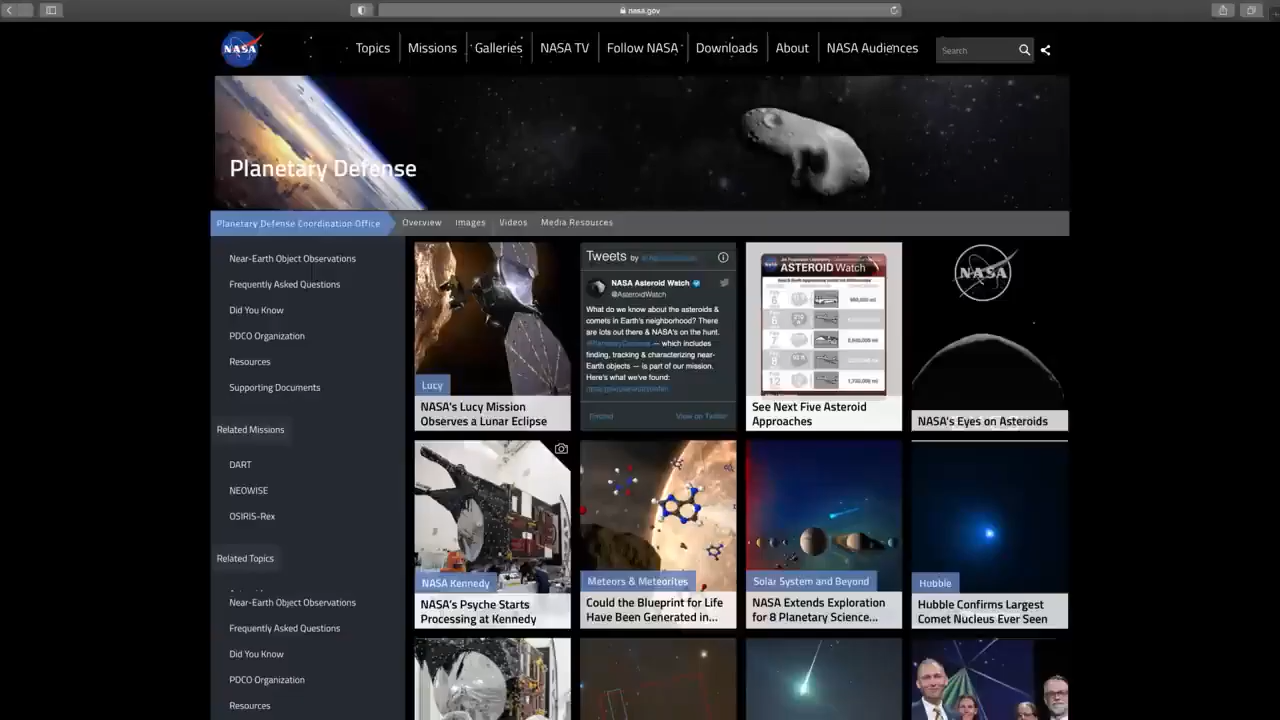 nasa.gov
NASA
Topics
Missions
Galleries
NASA TV
Follow NASA
Downloads
About
NASA Audiences
Search
Planetary Defense
Planetary Defense Coordination Office
Overview
Images
Videos
Media Resources
Near-Earth Object Observations
Frequently Asked Questions
Did You Know
PDCO Organization
Resources
Supporting Documents
Related Missions
DART
NEOWISE
OSIRIS-Rex
Related Topics
Near-Earth Object Observations
Frequently Asked Questions
Did You Know
PDCO Organization
Resources
Lucy
NASA's Lucy Mission
Observes a Lunar Eclipse
Tweets by
NASA Asteroid Watch
@AsteroidWatch
What do we know about the asteroids &
comets in Earth's neighborhood? There
are lots out there & NASA's on the hunt.
#PlanetaryDefense — which includes
finding, tracking & characterizing near-
Earth objects — is part of our mission.
Here's what we've found:
Embed
View on Twitter
ASTEROID Watch
See Next Five Asteroid
Approaches
NASA
NASA's Eyes on Asteroids
NASA Kennedy
NASA's Psyche Starts
Processing at Kennedy
Meteors & Meteorites
Could the Blueprint for Life
Have Been Generated in...
Solar System and Beyond
NASA Extends Exploration
for 8 Planetary Science...
Hubble
Hubble Confirms Largest
Comet Nucleus Ever Seen